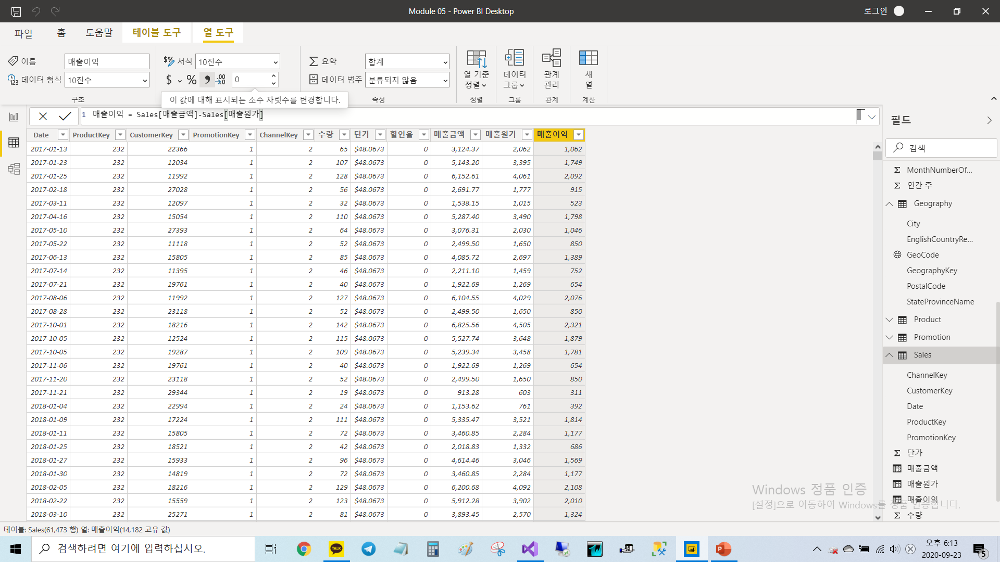 Module 05 - Power BI Desktop
로그인
파일 홈 도움말 테이블 도구 열 도구
이름 매출이익
데이터 형식 10진수
구조
서식 10진수
$ % 9 .00 0
이 값에 대해 표시되는 소수 자릿수를 변경합니다.
요약 합계
데이터 범주 분류되지 않음
속성
열 기준
정렬
정렬
데이터
그룹
그룹
관계
관리
관계
새
열
계산
1 매출이익 = Sales[매출금액]-Sales[매출원가]
Date ProductKey CustomerKey PromotionKey ChannelKey 수량 단가 할인율 매출금액 매출원가 매출이익
2017-01-13 232 22366 1 2 65 $48.0673 0 3,124.37 2,062 1,062
2017-01-23 232 12034 1 2 107 $48.0673 0 5,143.20 3,395 1,749
2017-01-25 232 11992 1 2 128 $48.0673 0 6,152.61 4,061 2,092
2017-02-18 232 27028 1 2 56 $48.0673 0 2,691.77 1,777 915
2017-03-11 232 12097 1 2 32 $48.0673 0 1,538.15 1,015 523
2017-04-16 232 15054 1 2 110 $48.0673 0 5,287.40 3,490 1,798
2017-05-10 232 27393 1 2 64 $48.0673 0 3,076.31 2,030 1,046
2017-05-22 232 11118 1 2 52 $48.0673 0 2,499.50 1,650 850
2017-06-13 232 15805 1 2 85 $48.0673 0 4,085.72 2,697 1,389
2017-07-14 232 11395 1 2 46 $48.0673 0 2,211.10 1,459 752
2017-07-21 232 19761 1 2 40 $48.0673 0 1,922.69 1,269 654
2017-08-06 232 11992 1 2 127 $48.0673 0 6,104.55 4,029 2,076
2017-08-28 232 23118 1 2 52 $48.0673 0 2,499.50 1,650 850
2017-10-01 232 18216 1 2 142 $48.0673 0 6,825.56 4,505 2,321
2017-10-05 232 12524 1 2 115 $48.0673 0 5,527.74 3,648 1,879
2017-10-05 232 19287 1 2 109 $48.0673 0 5,239.34 3,458 1,781
2017-11-06 232 19761 1 2 40 $48.0673 0 1,922.69 1,269 654
2017-11-20 232 23118 1 2 52 $48.0673 0 2,499.50 1,650 850
2017-11-21 232 29344 1 2 19 $48.0673 0 913.28 603 311
2018-01-04 232 22994 1 2 24 $48.0673 0 1,153.62 761 392
2018-01-09 232 17224 1 2 111 $48.0673 0 5,335.47 3,521 1,814
2018-01-11 232 15805 1 2 72 $48.0673 0 3,460.85 2,284 1,177
2018-01-25 232 18521 1 2 42 $48.0673 0 2,018.83 1,332 686
2018-01-27 232 15933 1 2 96 $48.0673 0 4,614.46 3,046 1,569
2018-01-30 232 14819 1 2 72 $48.0673 0 3,460.85 2,284 1,177
2018-02-05 232 18216 1 2 129 $48.0673 0 6,200.68 4,092 2,108
2018-02-22 232 15559 1 2 123 $48.0673 0 5,912.28 3,902 2,010
2018-03-10 232 25271 1 2 81 $48.0673 0 3,893.45 2,570 1,324
필드
검색
MonthNumberOf...
연간 주
Geography
City
EnglishCountryRe...
GeoCode
GeographyKey
PostalCode
StateProvinceName
Product
Promotion
Sales
ChannelKey
CustomerKey
Date
ProductKey
PromotionKey
단가
매출금액
매출원가
매출이익
수량
Windows 정품 인증
[설정]으로 이동하여 Windows를 정품 인증합니다.
테이블: Sales(61,473 행) 열: 매출이익(14,182 고유 값)
검색하려면 여기에 입력하십시오.
TALK
P
오후 6:13
2020-09-23
5